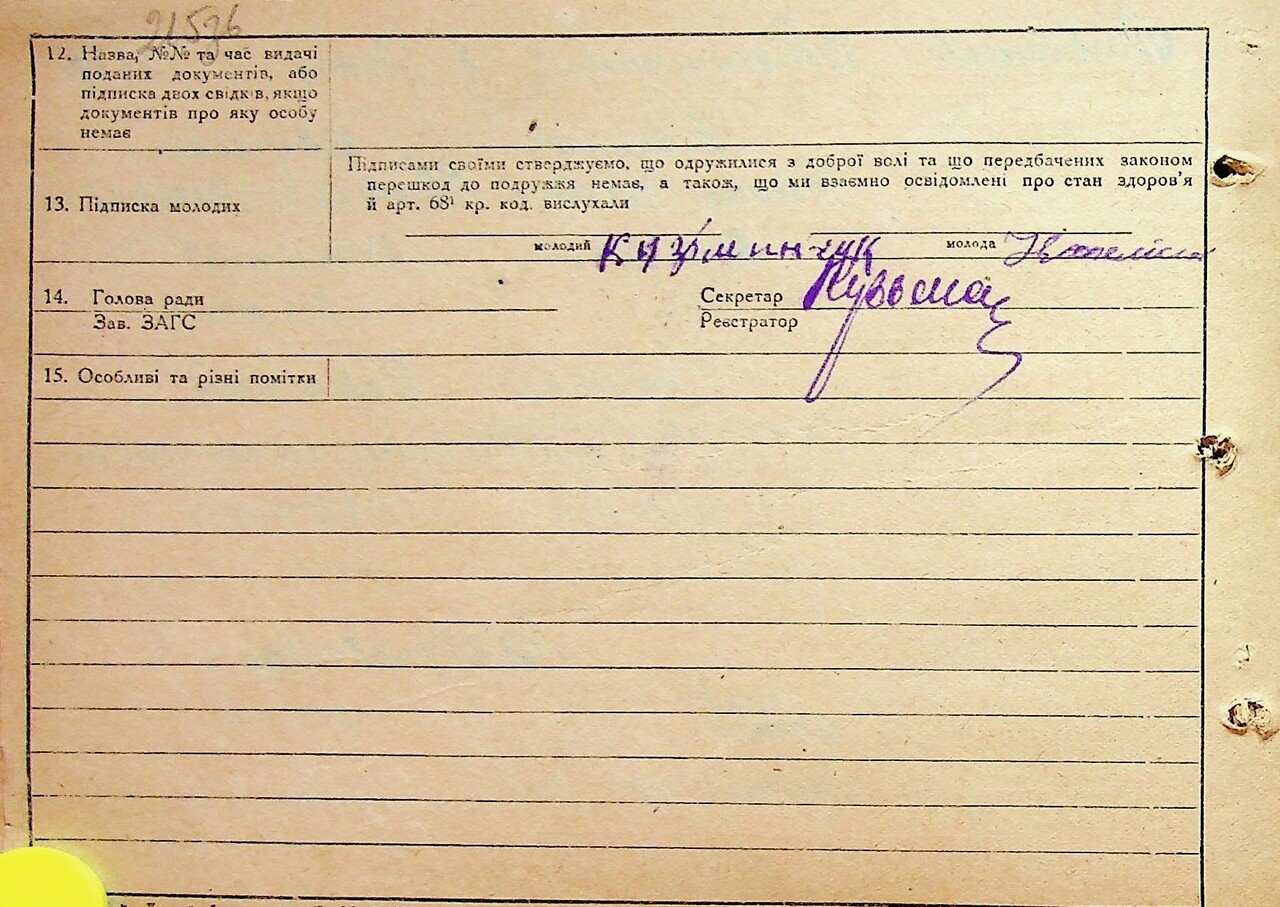 12. Назва, №№ та час видачі
поданих документів, або
підписка двох свідків, якщо
документів про яку особу
немає
Підписами своїми стверджуємо, що одружилися з доброї волі та що передбачених законом
перешкод до подружжя немає, а також, що ми взаємно освідомлені про стан здоров'я
13. Підписка молодих
й арт. 68¹ кр. код. вислухали
молодий Казімінчук молода
14. Голова ради Секретар
Зав. ЗАГС Реєстратор
15. Особливі та різні помітки